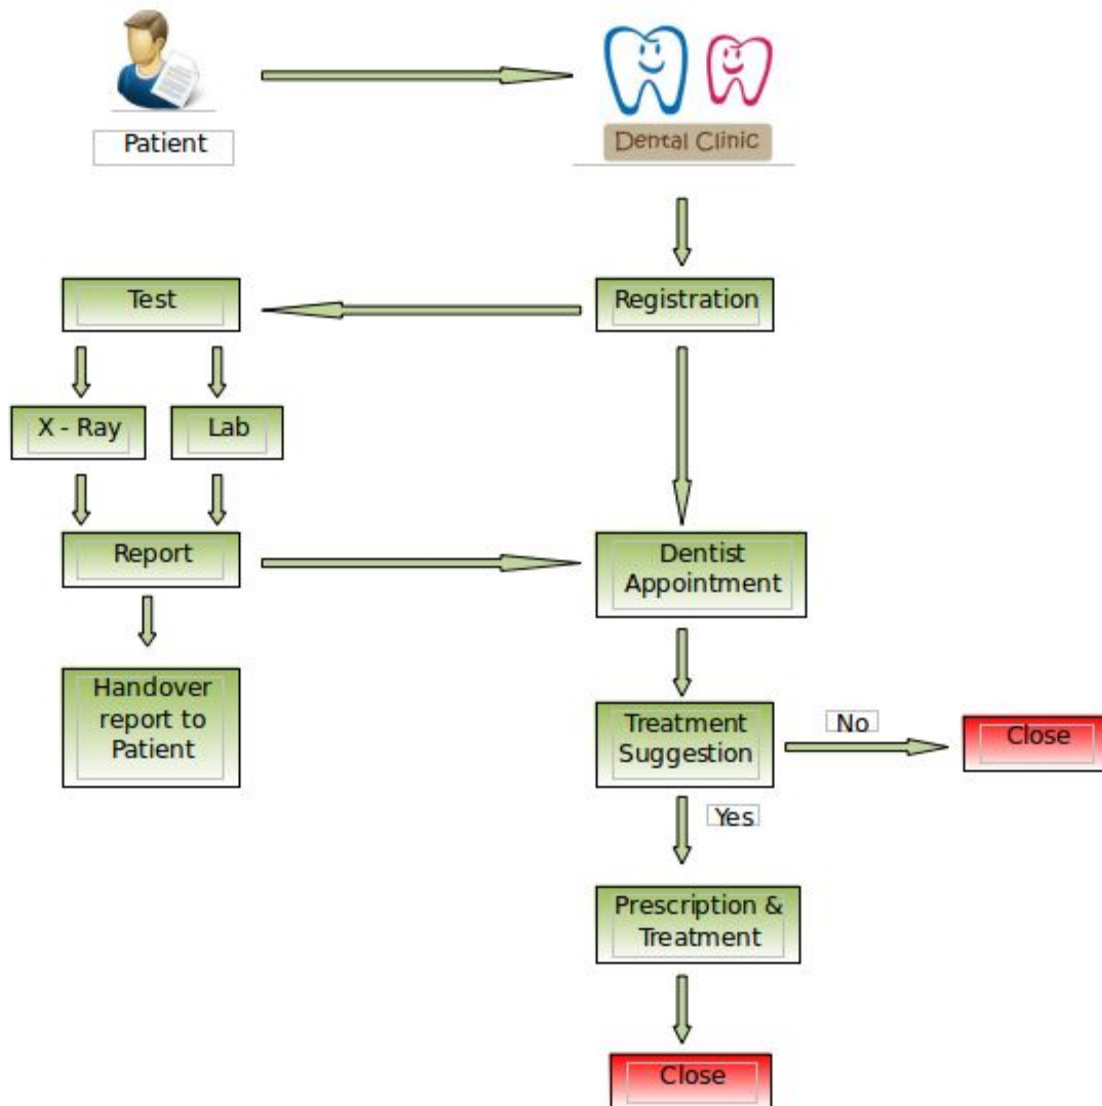 Patient
Dental Clinic
Test
Registration
X - Ray
Lab
Report
Dentist
Appointment
Handover
report to
Patient
Treatment
Suggestion
No
Close
Yes
Prescription &
Treatment
Close